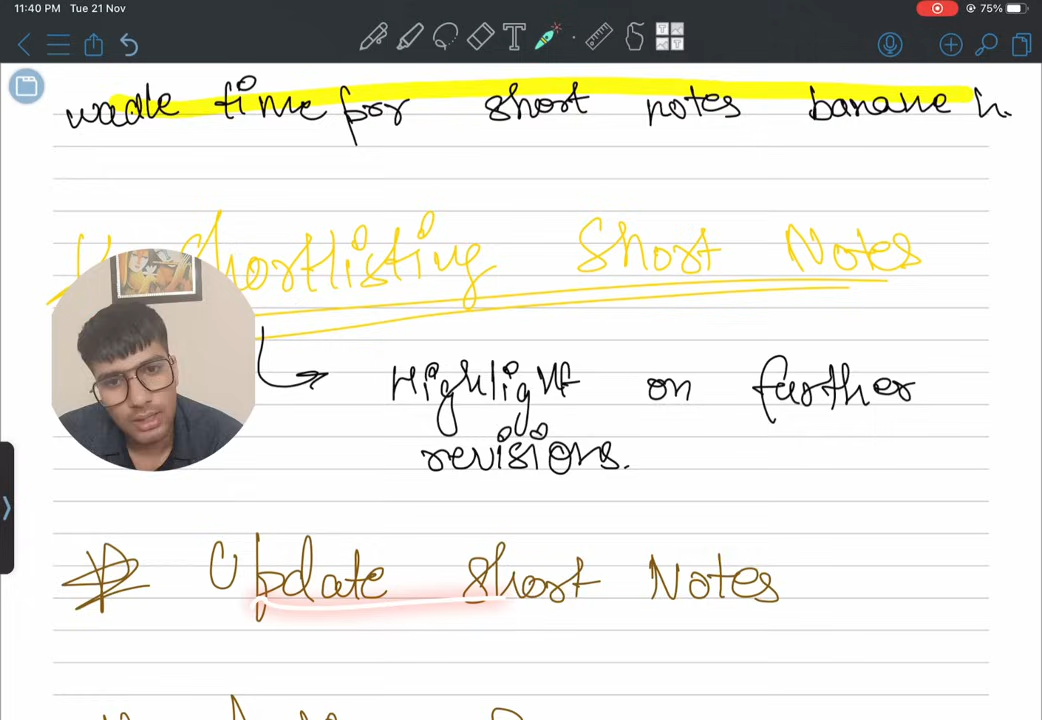 11:40 PM Tue 21 Nov
75%
T
wadle time for short notes banane h
Shortlisting Short Notes
Highlight on further
revisions.
Update Short Notes